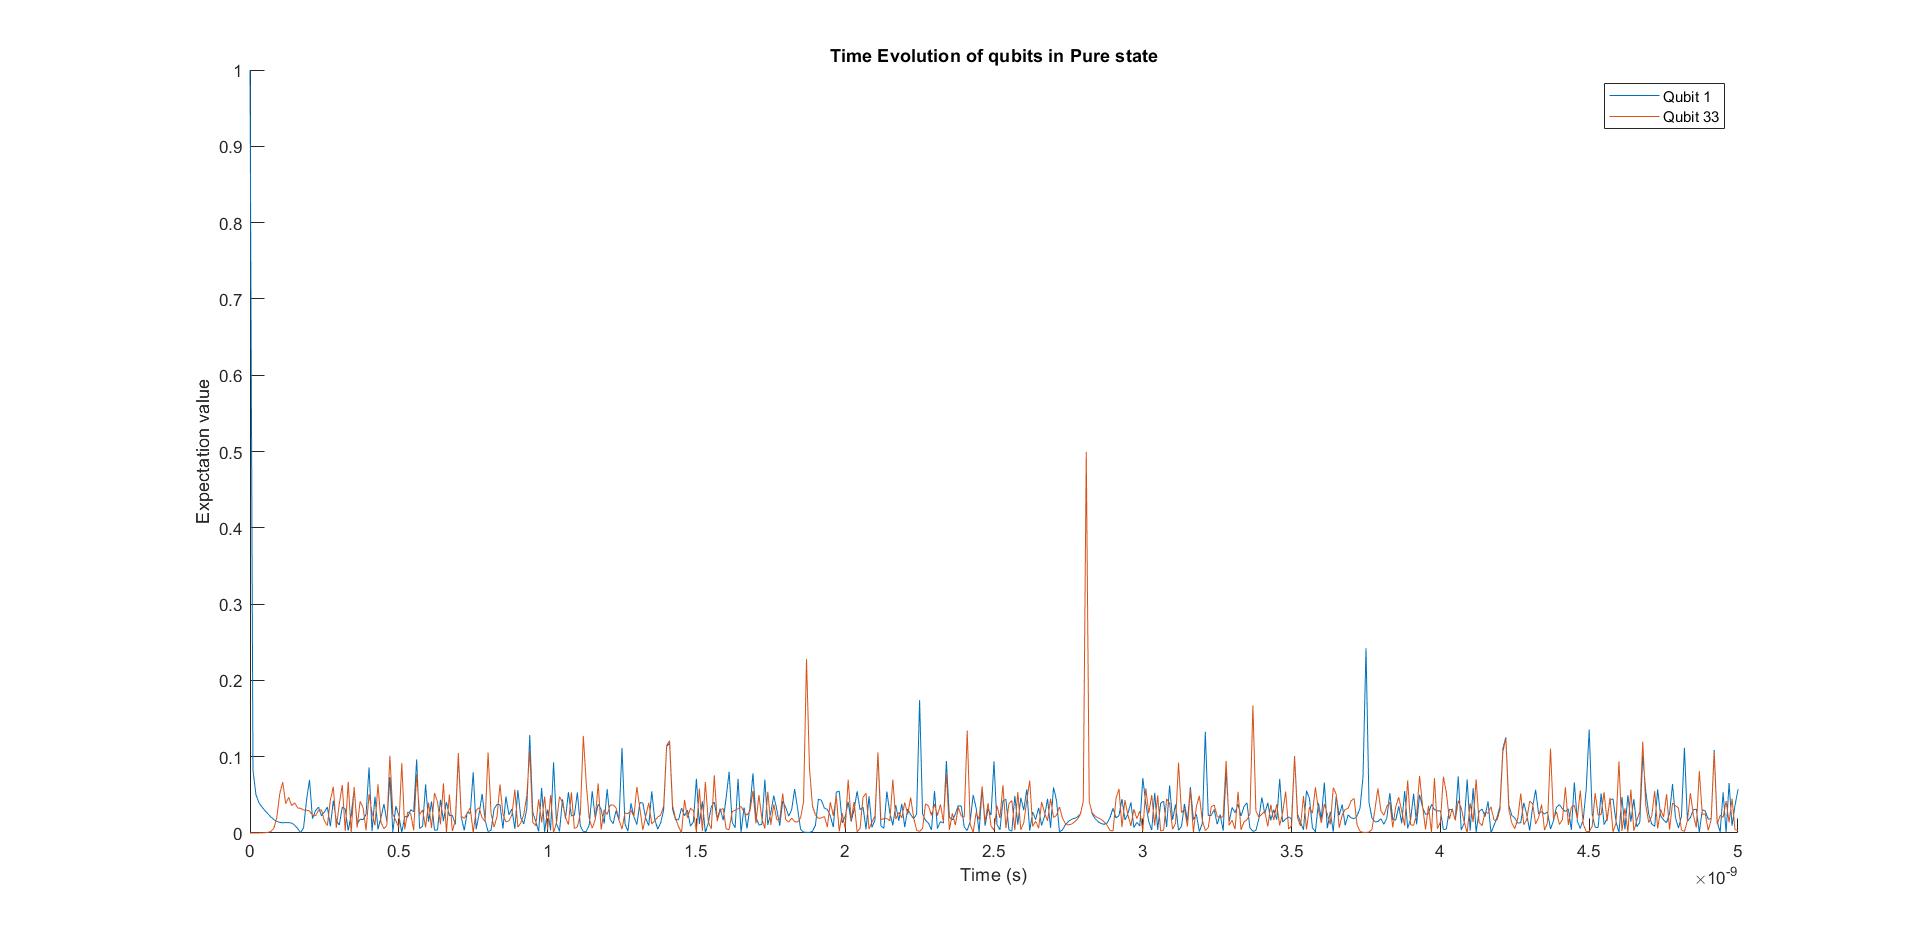 Time Evolution of qubits in Pure state
Qubit 1
Qubit 33
Expectation value
1
0.9
0.8
0.7
0.6
0.5
0.4
0.3
0.2
0.1
0
0 0.5 1 1.5 2 2.5 3 3.5 4 4.5 5
Time (s)
×10-9